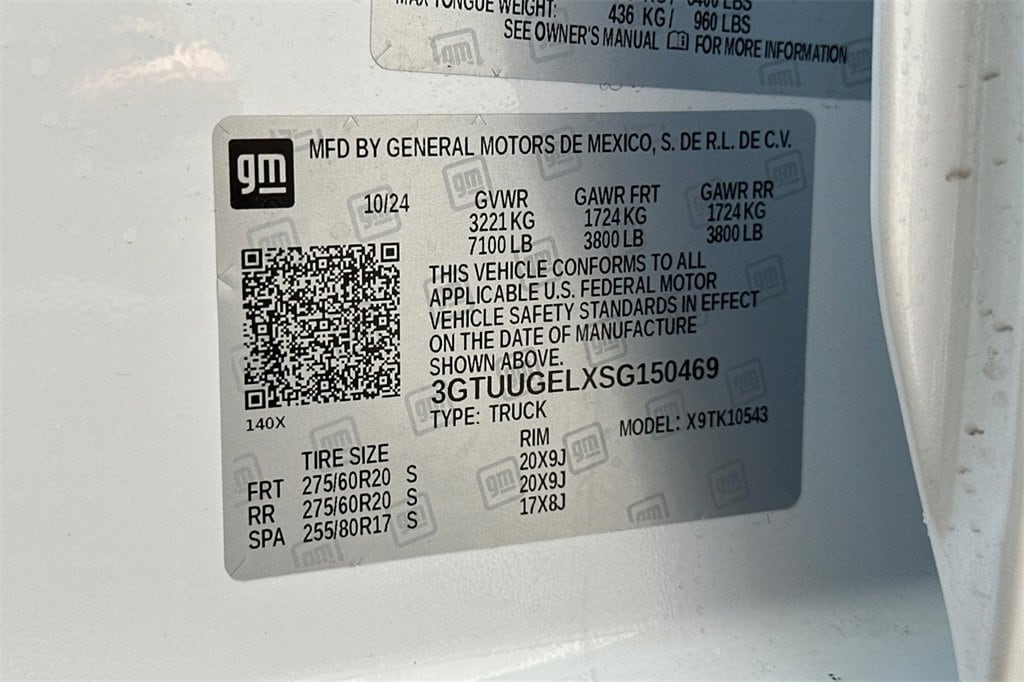 MAX TONGUE WEIGHT: 436 KG/ 960 LBS
SEE OWNER'S MANUAL FOR MORE INFORMATION
gm
MFD BY GENERAL MOTORS DE MEXICO, S. DE R.L. DE C.V.
10/24
GVWR GAWR FRT GAWR RR
3221 KG 1724 KG 1724 KG
7100 LB 3800 LB 3800 LB
THIS VEHICLE CONFORMS TO ALL
APPLICABLE U.S. FEDERAL MOTOR
VEHICLE SAFETY STANDARDS IN EFFECT
ON THE DATE OF MANUFACTURE
SHOWN ABOVE.
3GTUUGELXSG150469
TYPE: TRUCK MODEL: X9TK10543
140X
TIRE SIZE RIM
FRT 275/60R20 S 20X9J
RR 275/60R20 S 20X9J
SPA 255/80R17 S 17X8J